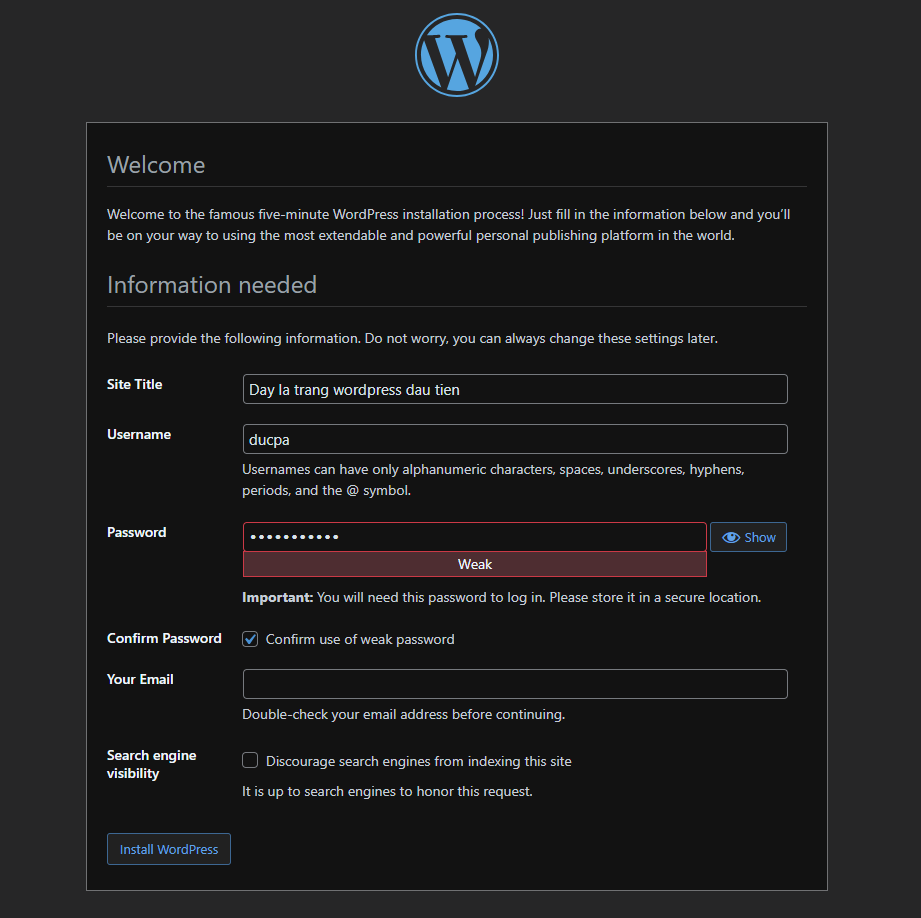 Welcome
Welcome to the famous five-minute WordPress installation process! Just fill in the information below and you’ll
be on your way to using the most extendable and powerful personal publishing platform in the world.
Information needed
Please provide the following information. Do not worry, you can always change these settings later.
Site Title
Day la trang wordpress dau tien
Username
ducpa
Usernames can have only alphanumeric characters, spaces, underscores, hyphens,
periods, and the @ symbol.
Password
•••••••••••
Show
Weak
Important: You will need this password to log in. Please store it in a secure location.
Confirm Password
Confirm use of weak password
Your Email
Double-check your email address before continuing.
Search engine
visibility
Discourage search engines from indexing this site
It is up to search engines to honor this request.
Install WordPress